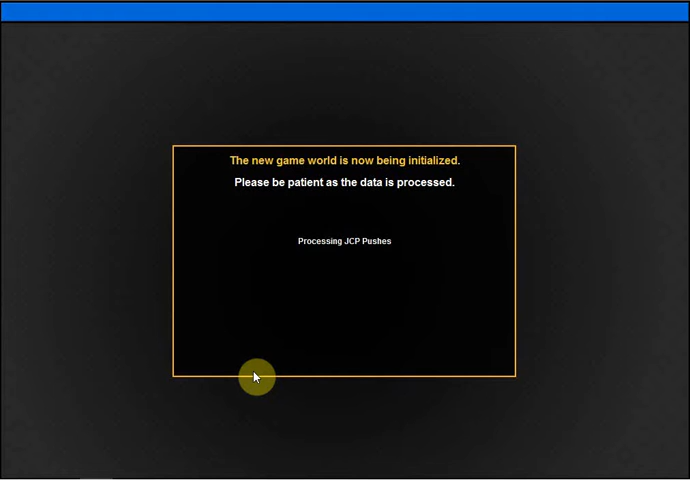 The new game world is now being initialized.
Please be patient as the data is processed.
Processing JCP Pushes